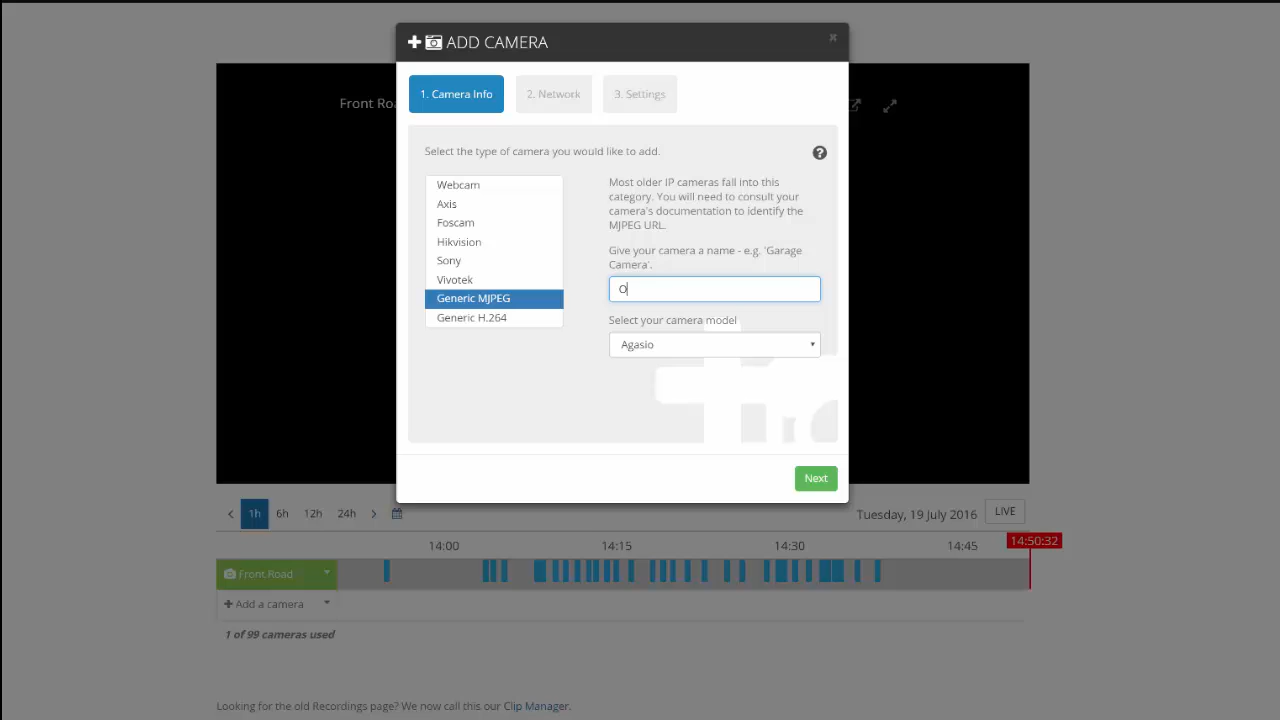 ADD CAMERA
1. Camera Info
2. Network
3. Settings
Select the type of camera you would like to add.
Webcam
Axis
Foscam
Hikvision
Sony
Vivotek
Generic MJPEG
Generic H.264
Most older IP cameras fall into this
category. You will need to consult your
camera's documentation to identify the
MJPEG URL.
Give your camera a name - e.g. 'Garage
Camera'.
O
Select your camera model
Agasio
Next
Front Roa
1h 6h 12h 24h
Tuesday, 19 July 2016
LIVE
14:00 14:15 14:30 14:45 14:50:32
Front Road
Add a camera
1 of 99 cameras used
Looking for the old Recordings page? We now call this our Clip Manager.